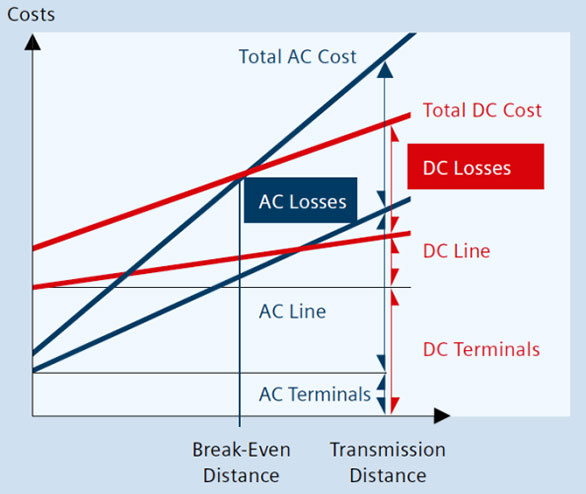 Costs
Total AC Cost
Total DC Cost
DC Losses
AC Losses
DC Line
AC Line
DC Terminals
AC Terminals
Break-Even
Distance
Transmission
Distance